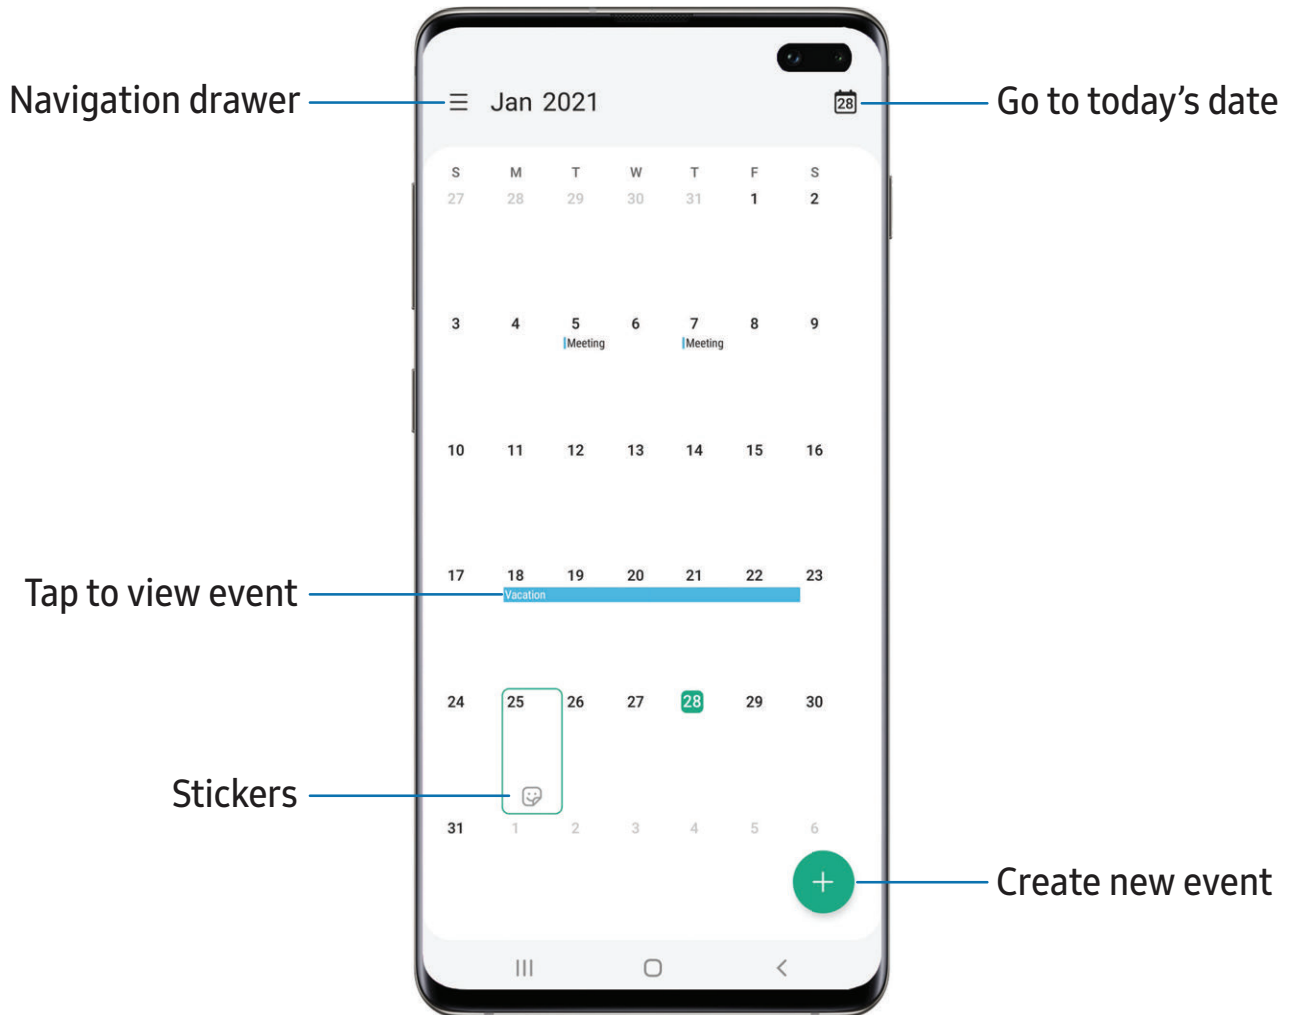 Navigation drawer
Jan 2021
28
Go to today's date
S M T W T F S
27 28 29 30 31 1 2
3 4 5 6 7 8 9
Meeting Meeting
10 11 12 13 14 15 16
17 18 19 20 21 22 23
Tap to view event
Vacation
24 25 26 27 28 29 30
Stickers
31 1 2 3 4 5 6
Create new event